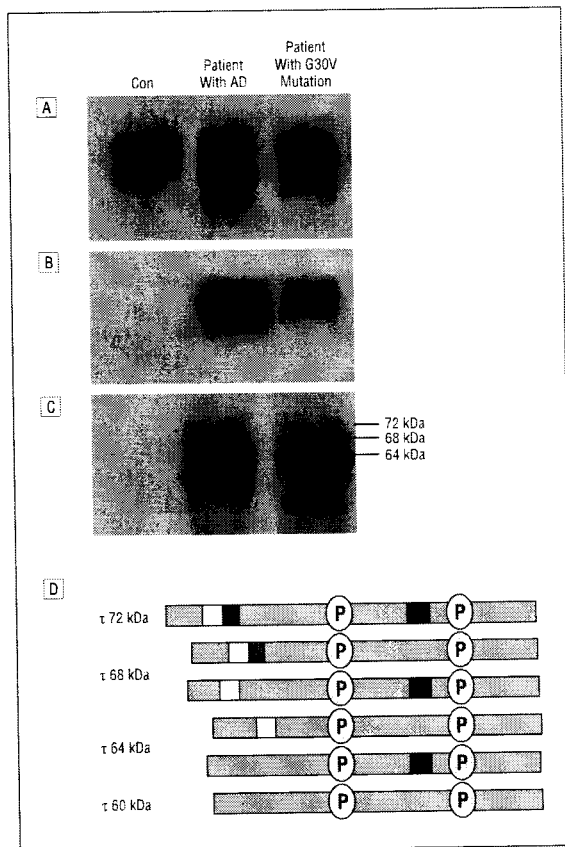 Con
Patient
With AD
Patient
With G30V
Mutation
A
B
C
72 kDa
68 kDa
64 kDa
D
τ 72 kDa
P
P
P
P
τ 68 kDa
P
P
τ 64 kDa
P
P
P
P
τ 60 kDa
P
P